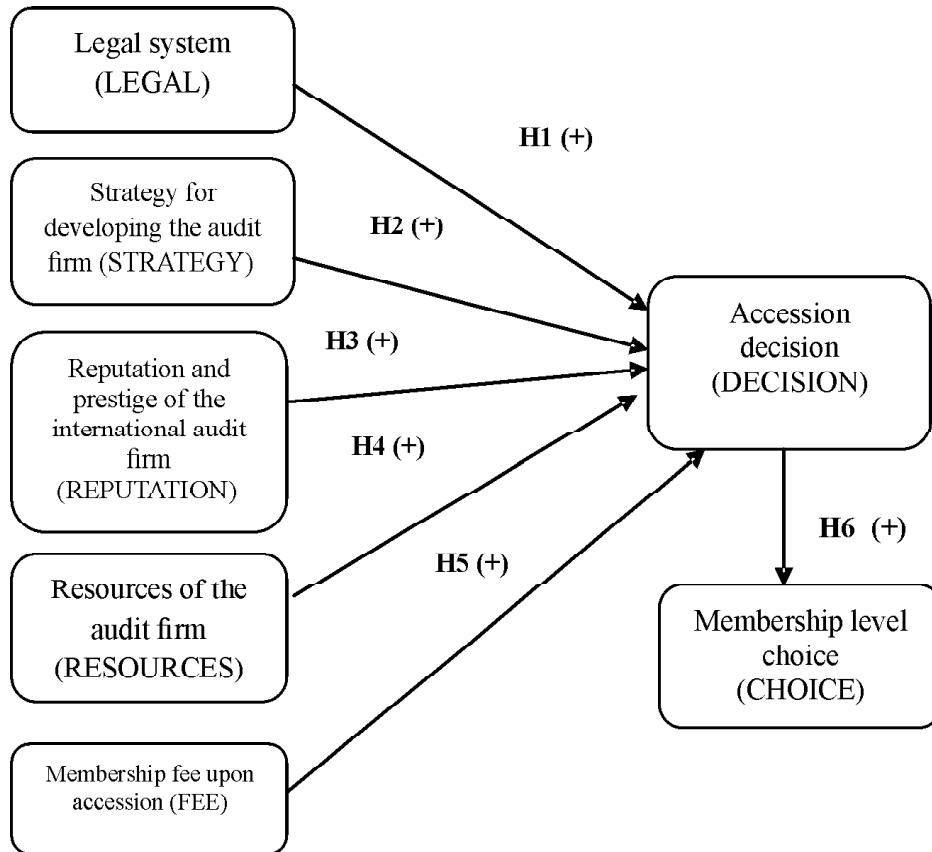 Legal system
(LEGAL)
H1 (+)
Strategy for
developing the audit
firm (STRATEGY)
H2 (+)
Accession
decision
(DECISION)
H3 (+)
Reputation and
prestige of the
international audit
firm
(REPUTATION)
H4 (+)
H5 (+)
H6 (+)
Resources of the
audit firm
(RESOURCES)
Membership level
choice
(CHOICE)
Membership fee upon
accession (FEE)